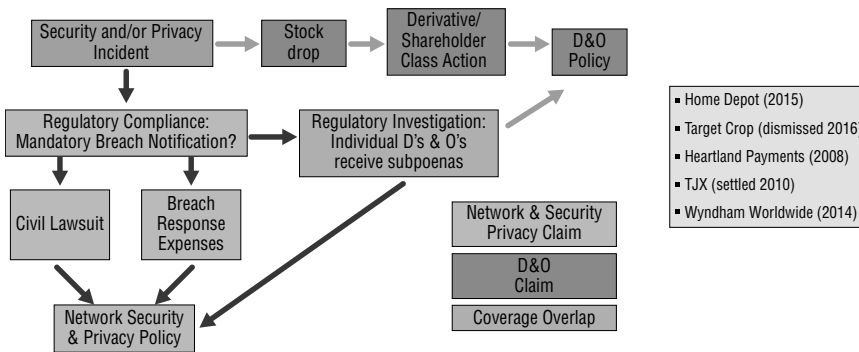 Security and/or Privacy
Incident
Stock
drop
Derivative/
Shareholder
Class Action
D&O
Policy
Regulatory Compliance:
Mandatory Breach Notification?
Regulatory Investigation:
Individual D's & O's
receive subpoenas
Civil Lawsuit
Breach
Response
Expenses
Network Security
& Privacy Policy
Network & Security
Privacy Claim
D&O
Claim
Coverage Overlap
▪ Home Depot (2015)
▪ Target Crop (dismissed 2016)
▪ Heartland Payments (2008)
▪ TJX (settled 2010)
▪ Wyndham Worldwide (2014)